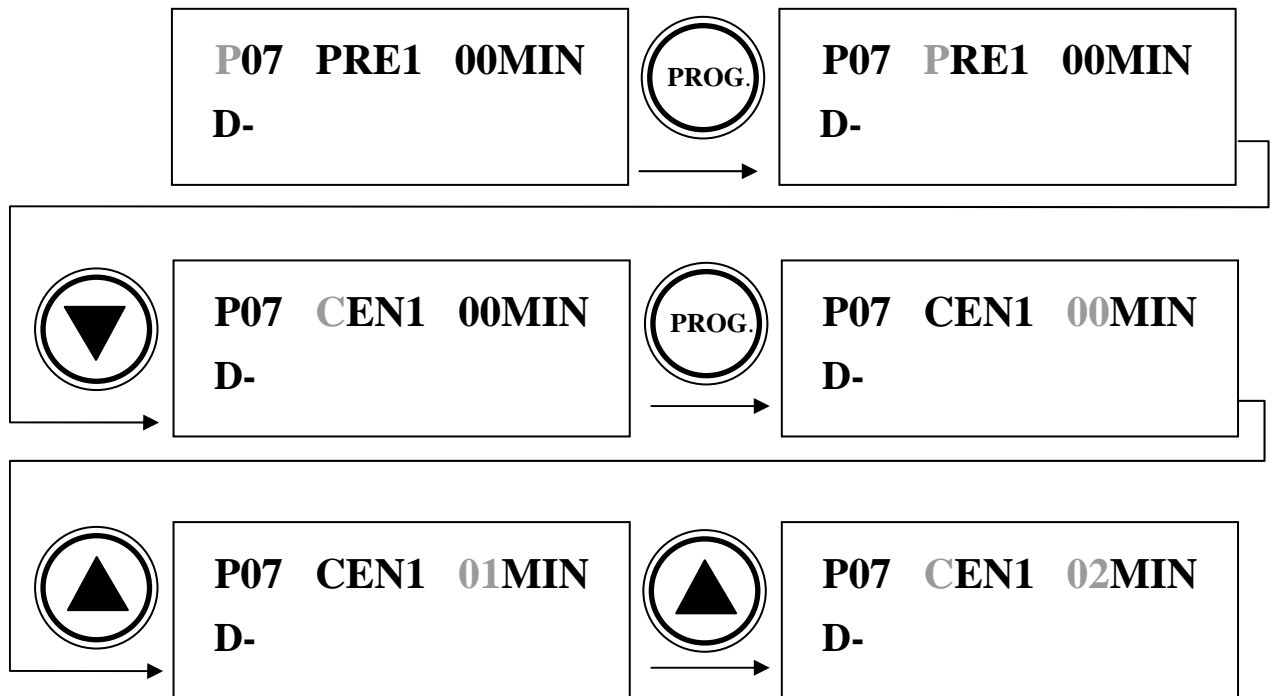 P07 PRE1 00MIN
D-
PROG.
P07 PRE1 00MIN
D-
P07 CEN1 00MIN
D-
PROG.
P07 CEN1 00MIN
D-
P07 CEN1 01MIN
D-
P07 CEN1 02MIN
D-